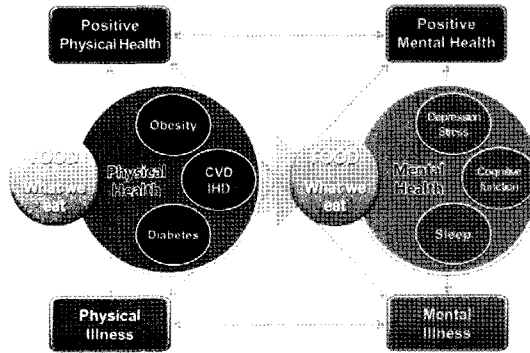 Positive
Physical Health
Positive
Mental Health
Obesity
FOOD
What we
eat
Physical
Health
CVD
IHD
Diabetes
FOOD
What we
eat
Mental
Health
Depression
Stress
Cognitive
function
Sleep
Physical
Illness
Mental
Illness